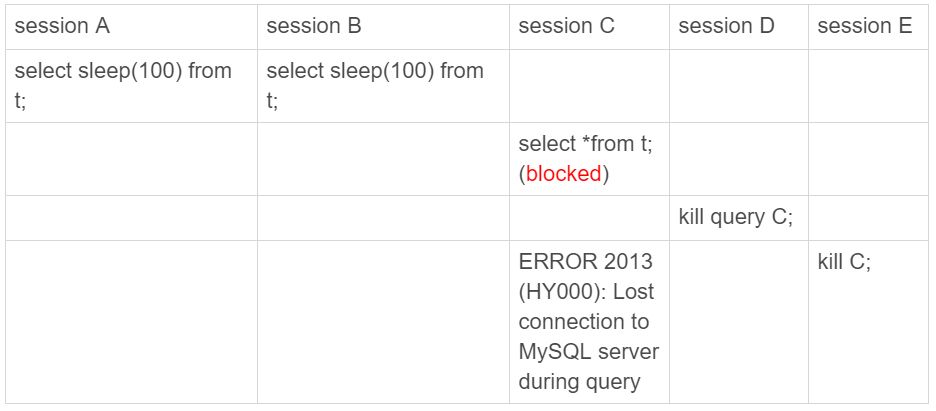 session A
session B
session C
session D
session E
select sleep(100) from
t;
select sleep(100) from
t;
select *from t;
(blocked)
kill query C;
ERROR 2013
(HY000): Lost
connection to
MySQL server
during query
kill C;